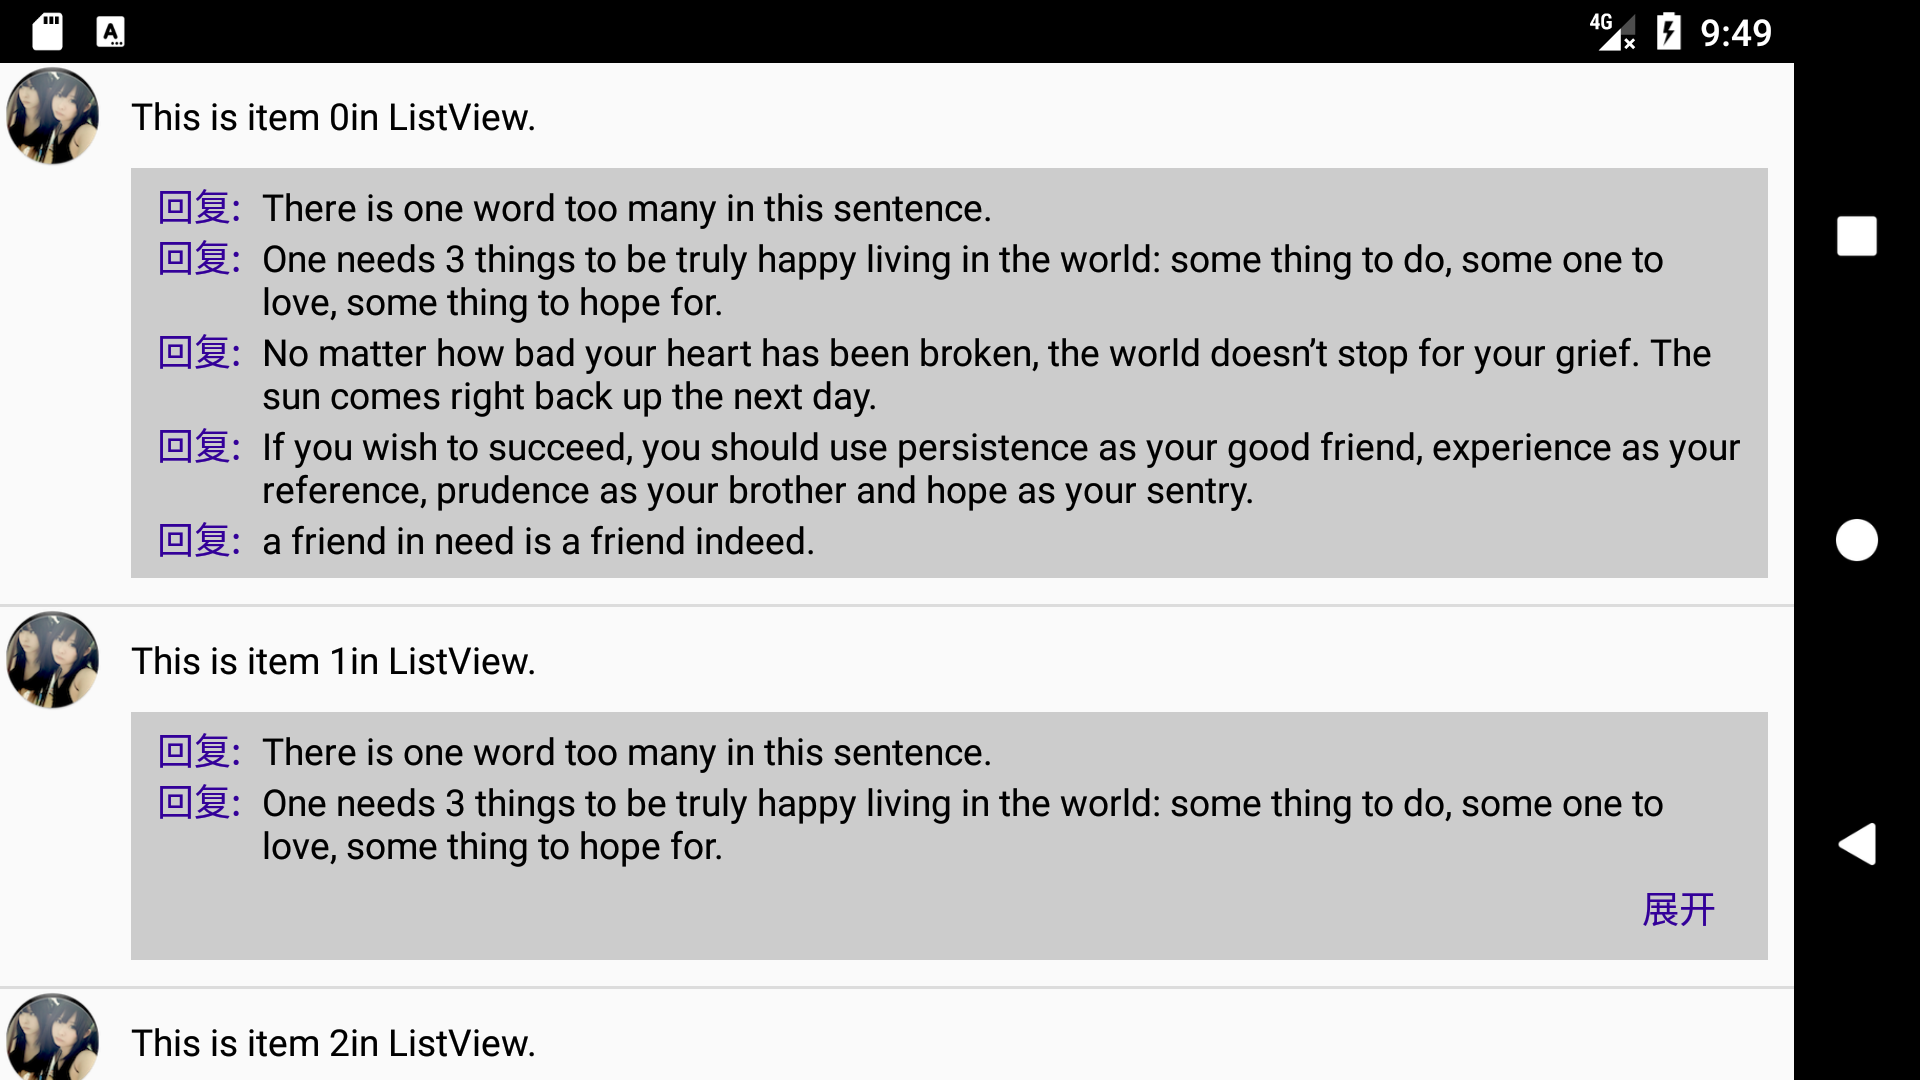 4G 9:49
This is item 0in ListView.
回复: There is one word too many in this sentence.
回复: One needs 3 things to be truly happy living in the world: some thing to do, some one to
love, some thing to hope for.
回复: No matter how bad your heart has been broken, the world doesn’t stop for your grief. The
sun comes right back up the next day.
回复: If you wish to succeed, you should use persistence as your good friend, experience as your
reference, prudence as your brother and hope as your sentry.
回复: a friend in need is a friend indeed.
This is item 1in ListView.
回复: There is one word too many in this sentence.
回复: One needs 3 things to be truly happy living in the world: some thing to do, some one to
love, some thing to hope for.
展开
This is item 2in ListView.